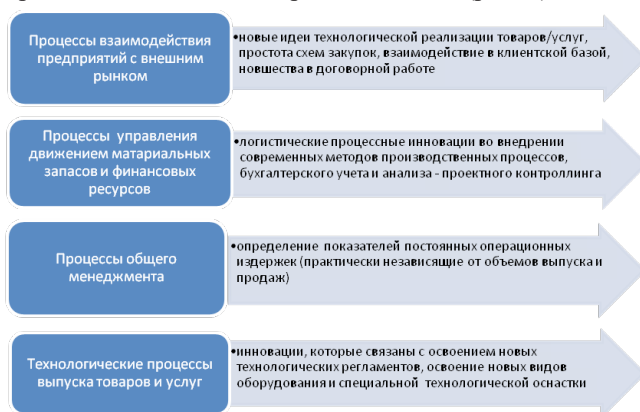 Процессы взаимодействия
предприятий с внешним
рынком
•новые идеи технологической реализации товаров/услуг,
простота схем закупок, взаимодействие в клиентской базой,
новшества в договорной работе
Процессы управления
движением матариальных
запасов и финансовых
ресурсов
•логистические процессные инновации во внедрении
современных методов производственных процессов,
бухгалтерского учета и анализа - проектного контроллинга
Процессы общего
менеджмента
•определение показателей постоянных операционных
издержек (практически независящие от объемов выпуска и
продаж)
Технологические процессы
выпуска товаров и услуг
•инновации, которые связаны с освоением новых
технологических регламентов, освоение новых видов
оборудования и специальной технологической оснастки